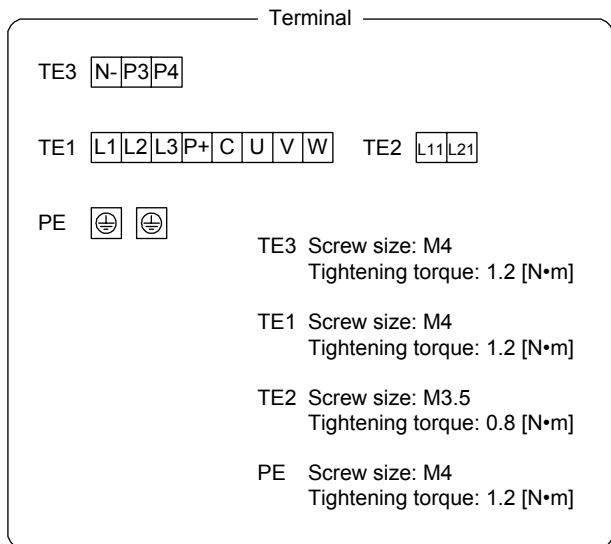 Terminal
TE3 N- P3 P4
TE1 L1 L2 L3 P+ C U V W TE2 L11 L21
PE
TE3 Screw size: M4
Tightening torque: 1.2 [N•m]
TE1 Screw size: M4
Tightening torque: 1.2 [N•m]
TE2 Screw size: M3.5
Tightening torque: 0.8 [N•m]
PE Screw size: M4
Tightening torque: 1.2 [N•m]